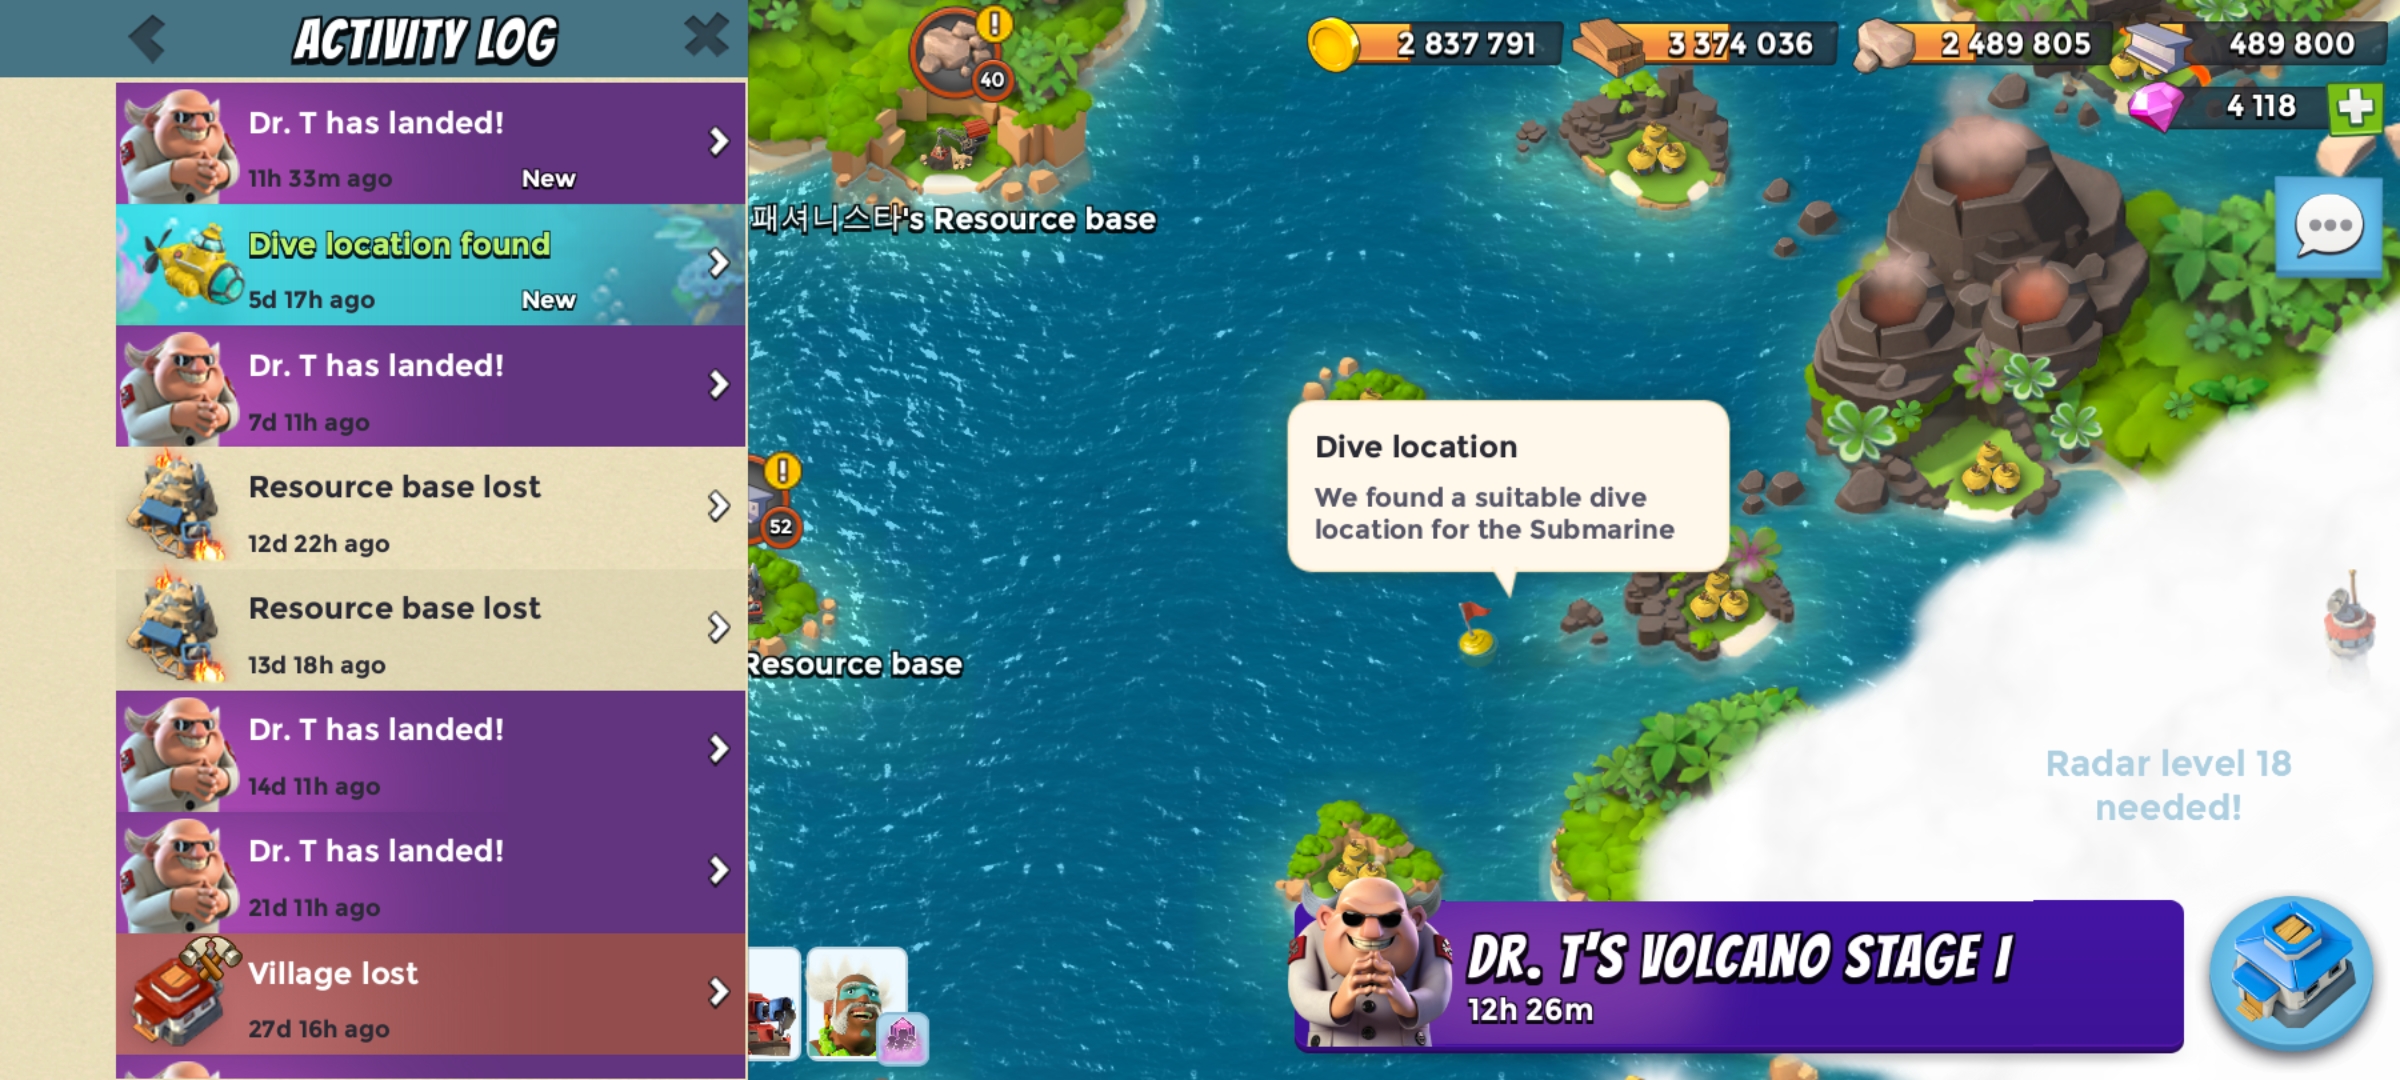 ACTIVITY LOG
Dr. T has landed!
11h 33m ago
New
Dive location found
5d 17h ago
New
Dr. T has landed!
7d 11h ago
Resource base lost
12d 22h ago
Resource base lost
13d 18h ago
Dr. T has landed!
14d 11h ago
Dr. T has landed!
21d 11h ago
Village lost
27d 16h ago
2 837 791
3 374 036
2 489 805
489 800
4 118
40
패셔니스타's Resource base
52
Resource base
Dive location
We found a suitable dive
location for the Submarine
Radar level 18
needed!
DR. T'S VOLCANO STAGE I
12h 26m